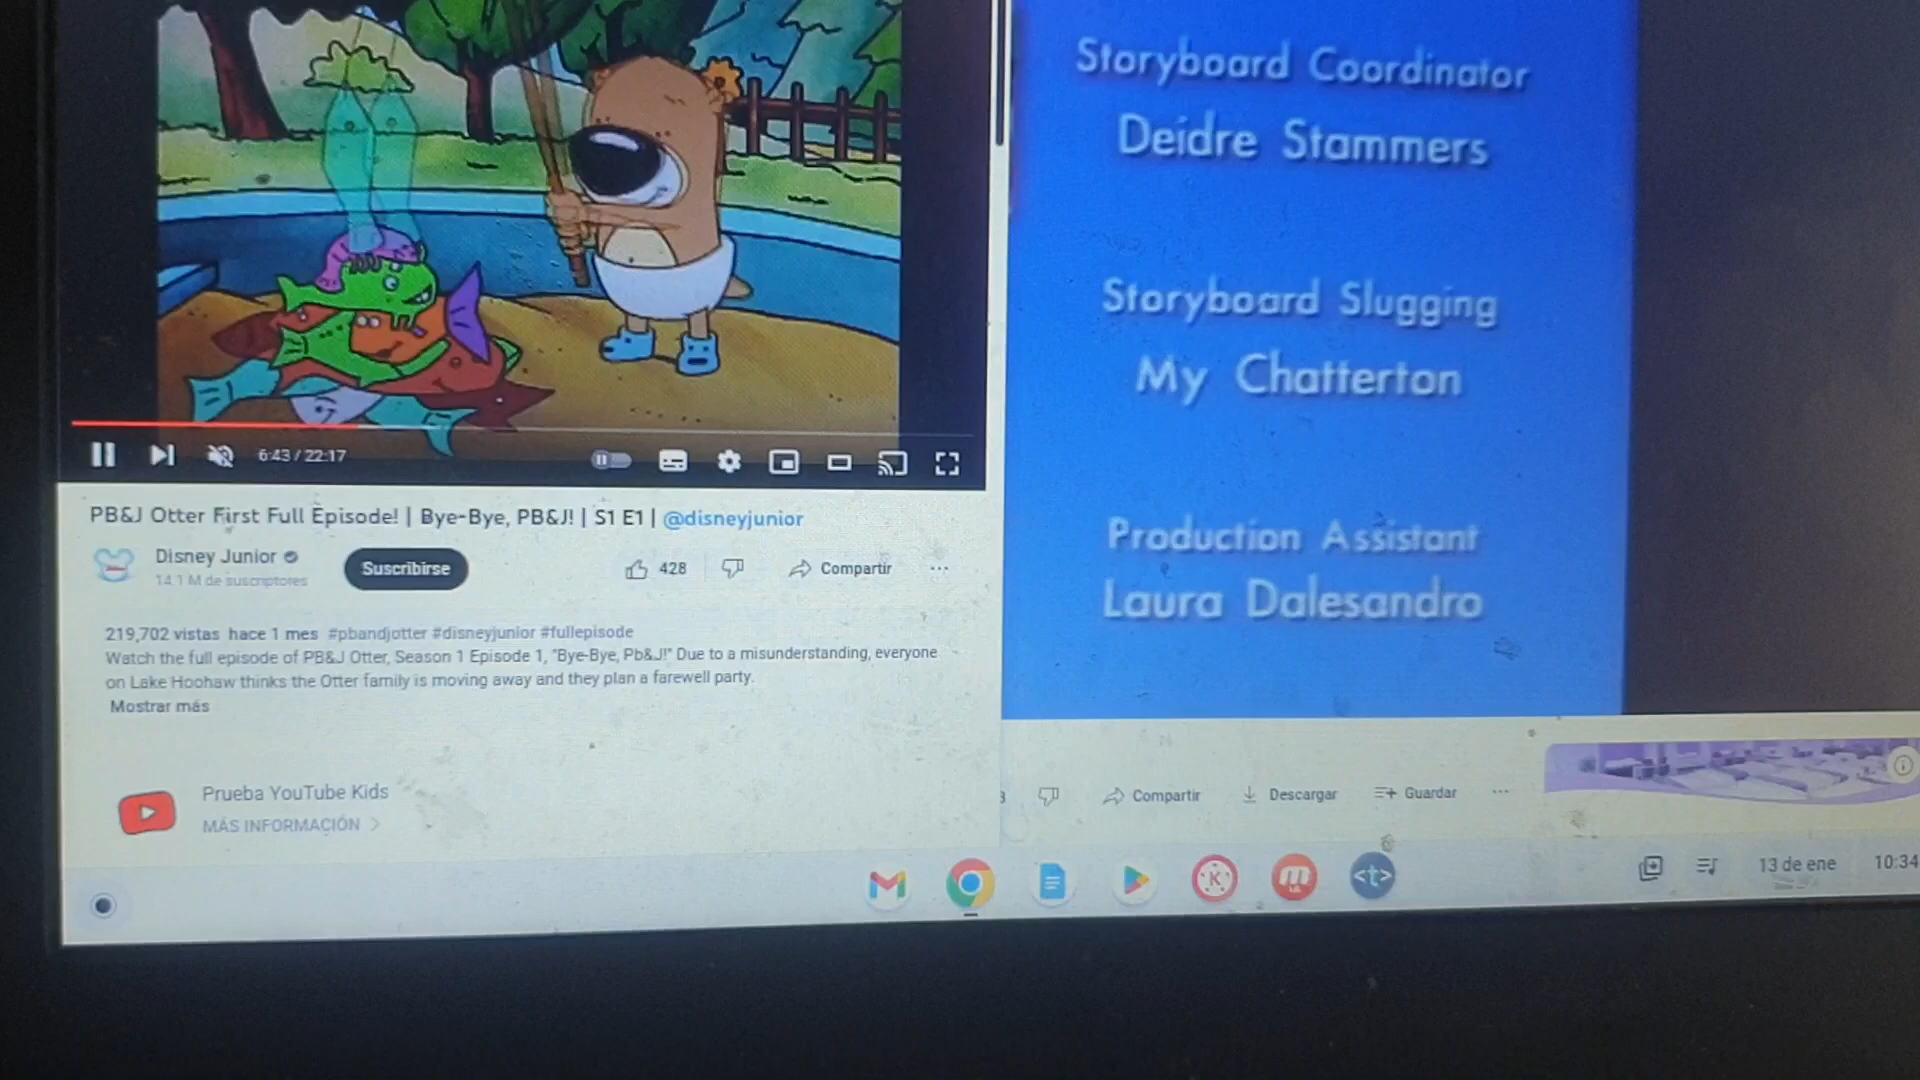 6:43 / 22:17
PB&J Otter First Full Episode! | Bye-Bye, PB&J! | S1 E1 | @disneyjunior
Disney Junior
14.1 M de suscriptores
Suscribirse
428
Compartir
219,702 vistas hace 1 mes #pbandjotter #disneyjunior #fullepisode
Watch the full episode of PB&J Otter, Season 1 Episode 1, "Bye-Bye, Pb&J!" Due to a misunderstanding, everyone
on Lake Hoohaw thinks the Otter family is moving away and they plan a farewell party.
Mostrar más
Prueba YouTube Kids
MÁS INFORMACIÓN
Storyboard Coordinator
Deidre Stammers
Storyboard Slugging
My Chatterton
Production Assistant
Laura Dalesandro
Compartir
Descargar
Guardar
K
m
<t>
13 de ene
10:34